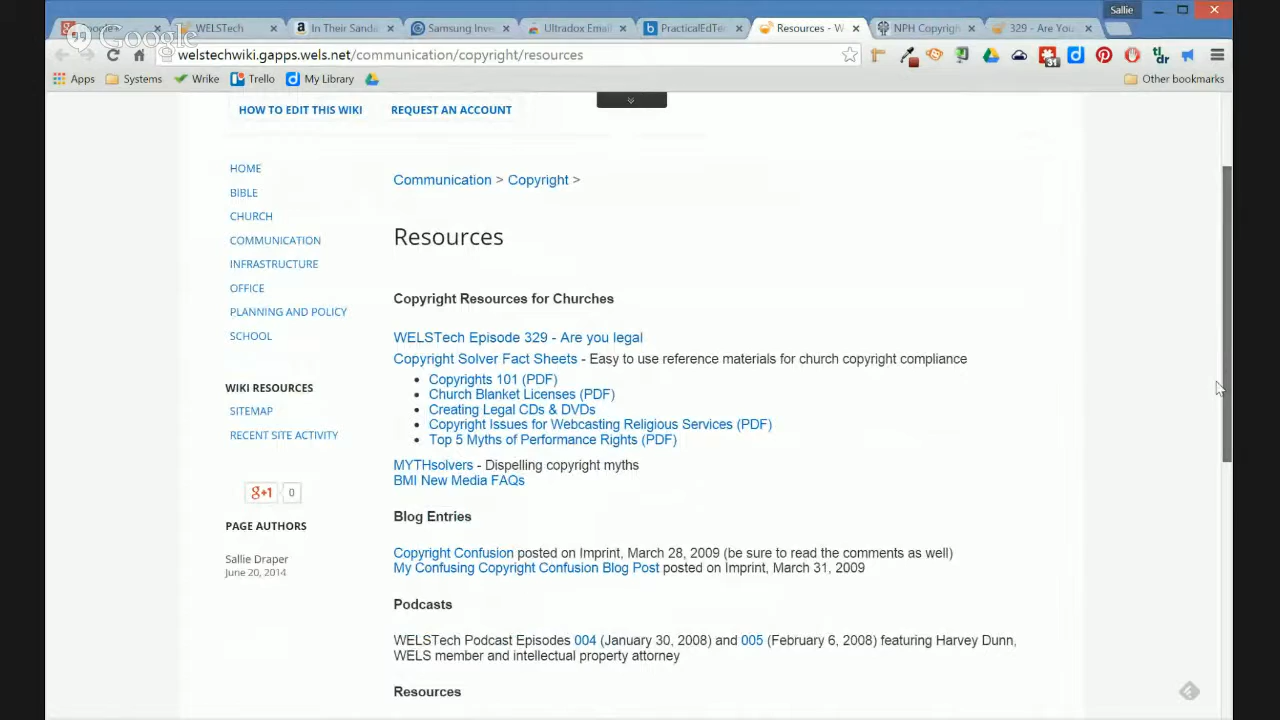 Sallie
WELSTech
In Their Sanda
Samsung Inve
Ultradox Email
PracticalEdTe
Resources - W
NPH Copyrigh
329 - Are You
Google
welstechwiki.gapps.wels.net/communication/copyright/resources
Apps Systems Wrike Trello My Library Other bookmarks
HOW TO EDIT THIS WIKI REQUEST AN ACCOUNT
HOME
BIBLE
CHURCH
COMMUNICATION
INFRASTRUCTURE
OFFICE
PLANNING AND POLICY
SCHOOL
WIKI RESOURCES
SITEMAP
RECENT SITE ACTIVITY
g+1 0
PAGE AUTHORS
Sallie Draper
June 20, 2014
Communication > Copyright >
Resources
Copyright Resources for Churches
WELSTech Episode 329 - Are you legal
Copyright Solver Fact Sheets - Easy to use reference materials for church copyright compliance
Copyrights 101 (PDF)
Church Blanket Licenses (PDF)
Creating Legal CDs & DVDs
Copyright Issues for Webcasting Religious Services (PDF)
Top 5 Myths of Performance Rights (PDF)
MYTHsolvers - Dispelling copyright myths
BMI New Media FAQs
Blog Entries
Copyright Confusion posted on Imprint, March 28, 2009 (be sure to read the comments as well)
My Confusing Copyright Confusion Blog Post posted on Imprint, March 31, 2009
Podcasts
WELSTech Podcast Episodes 004 (January 30, 2008) and 005 (February 6, 2008) featuring Harvey Dunn,
WELS member and intellectual property attorney
Resources